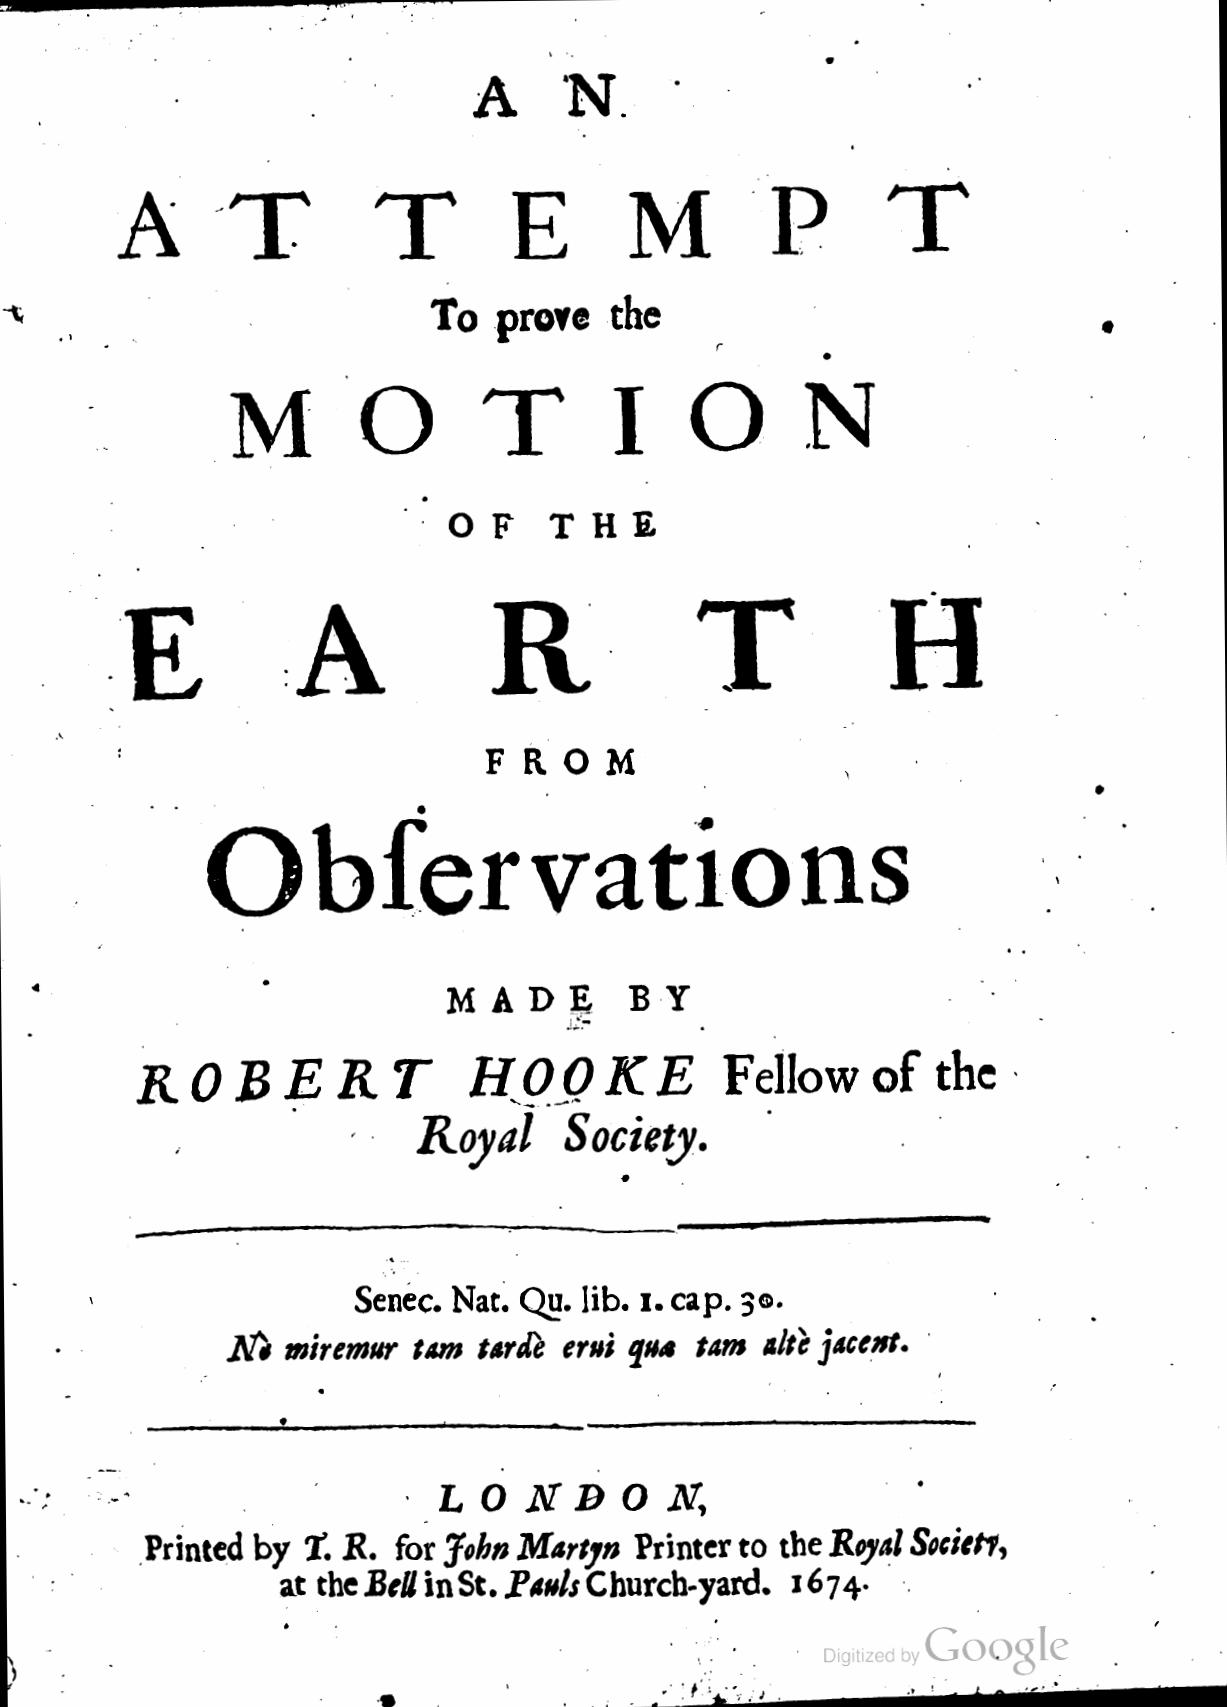 AN
ATTEMPT
To prove the
MOTION
OF THE
EARTH
FROM
Obſervations
MADE BY
ROBERT HOOKE Fellow of the
Royal Society.
Senec. Nat. Qu. lib. 1. cap. 30.
Nè miremur tam tardè erui quæ tam altè jacent.
LONDON,
Printed by T. R. for John Martyn Printer to the Royal Society,
at the Bell in St. Pauls Church-yard. 1674.
Digitized by Google